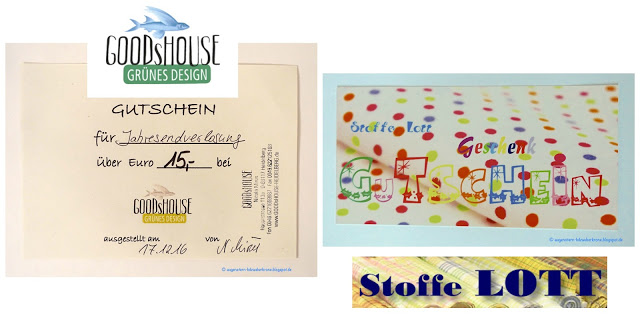 GOODsHOUSE
GRÜNES DESIGN
GUTSCHEIN
für Jahresendverlosung
über Euro 15,- bei
GOODsHOUSE
GRÜNES DESIGN
ausgestellt am
17.12.16
von
GOODsHOUSE
Stoffe Lott
Geschenk
GuTSCHEiN
Stoffe LOTT